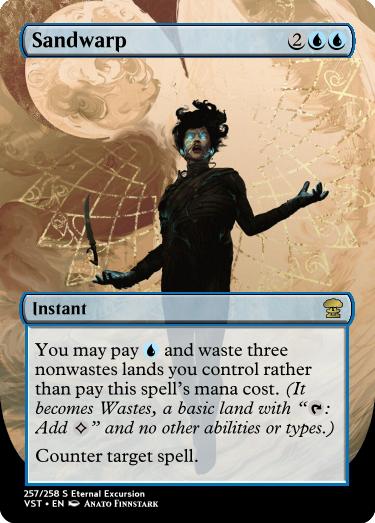 Sandwarp 2
Instant
You may pay and waste three
nonwastes lands you control rather
than pay this spell's mana cost. (It
becomes Wastes, a basic land with “ :
Add ” and no other abilities or types.)
Counter target spell.
257/258 S Eternal Excursion
VST • EN Anato Finnstark